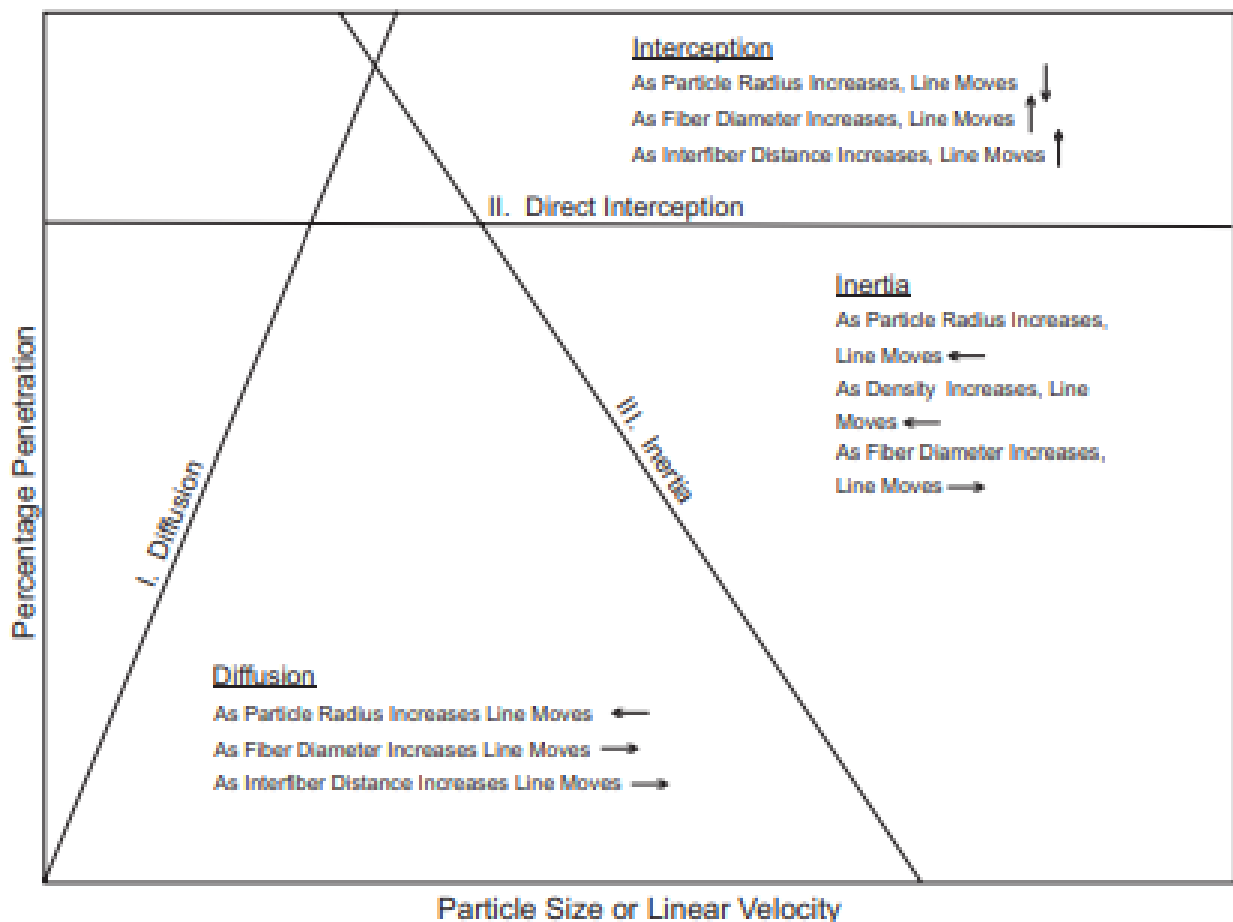 Interception
As Particle Radius Increases, Line Moves ↓
As Fiber Diameter Increases, Line Moves ↑
As Interfiber Distance Increases, Line Moves ↑
II. Direct Interception
Inertia
As Particle Radius Increases,
Line Moves ←
As Density Increases, Line
Moves ←
As Fiber Diameter Increases,
Line Moves →
III. Inertia
I. Diffusion
Percentage Penetration
Diffusion
As Particle Radius Increases Line Moves ←
As Fiber Diameter Increases Line Moves →
As Interfiber Distance Increases Line Moves →
Particle Size or Linear Velocity